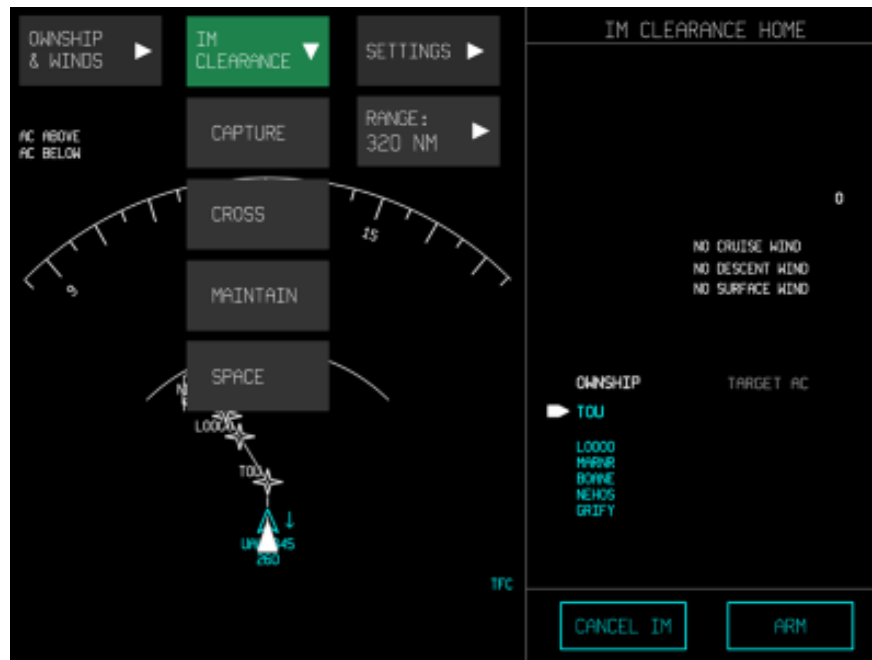 OWNSHIP
& WINDS
IM
CLEARANCE
SETTINGS
IM CLEARANCE HOME
CAPTURE
RANGE:
320 NM
AC ABOVE
AC BELOW
CROSS
15
9
0
NO CRUISE WIND
NO DESCENT WIND
NO SURFACE WIND
MAINTAIN
SPACE
OWNSHIP
TARGET AC
TOU
LOOOO
MARNR
BOANE
NEHOS
GRIFY
LOOOO
TOU
260
TFC
CANCEL IM
ARM